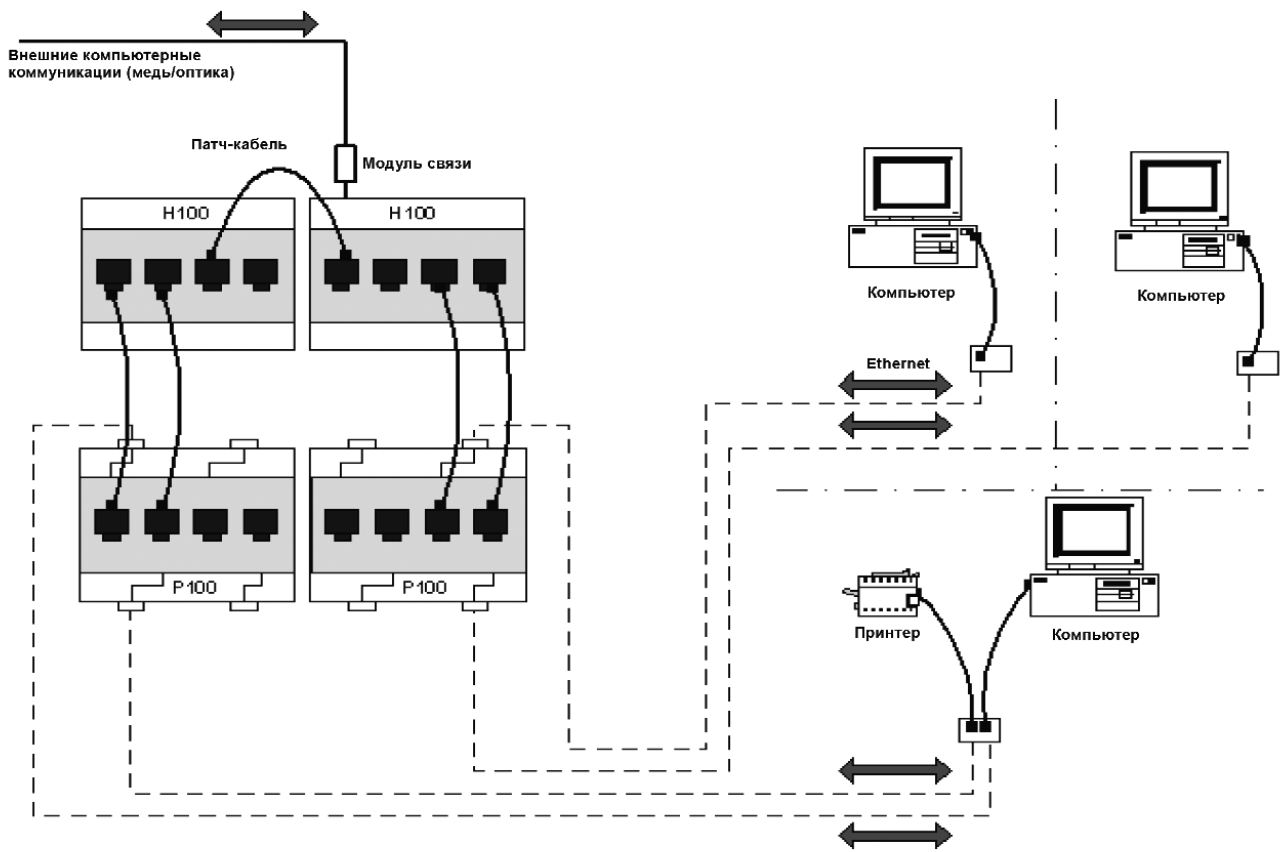 Внешние компьютерные
коммуникации (медь/оптика)
Патч-кабель
Модуль связи
H100
H100
Компьютер
Компьютер
Ethernet
P100
P100
Принтер
Компьютер